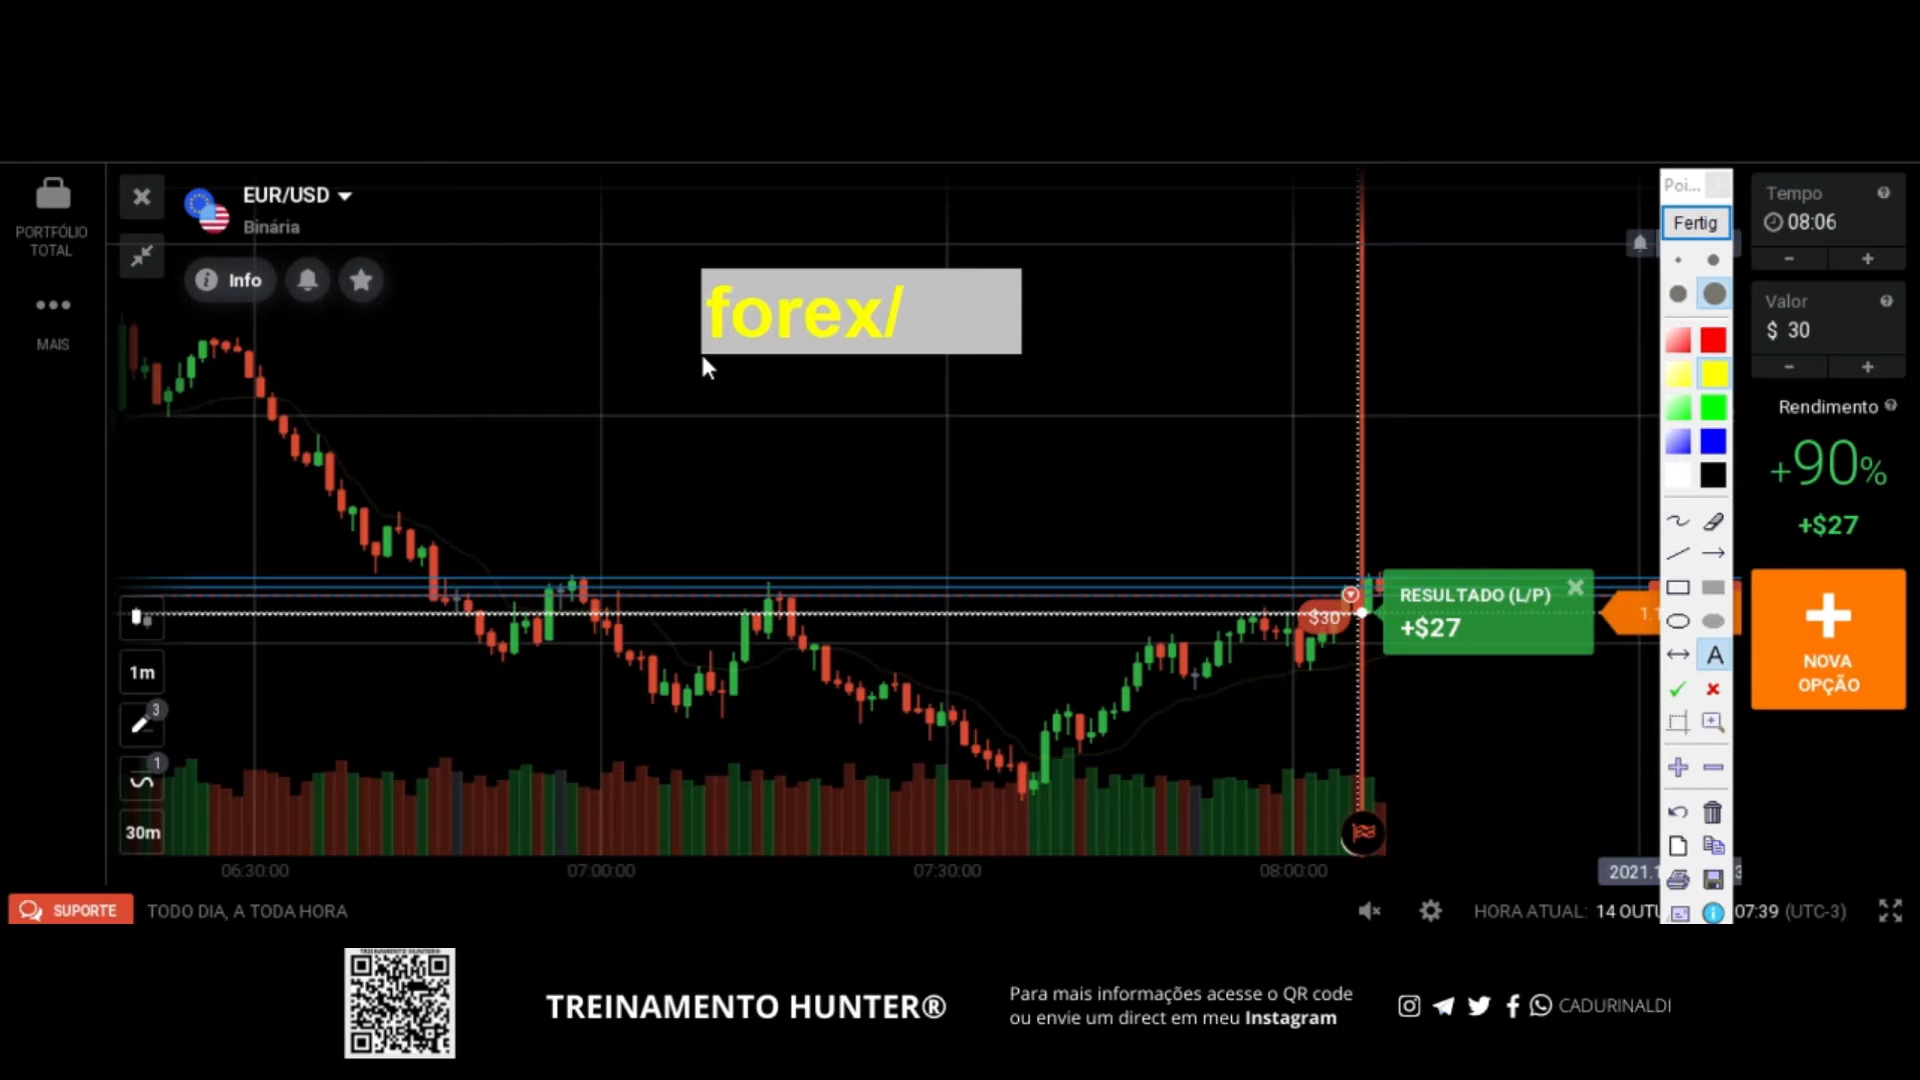 PORTFÓLIO
TOTAL
MAIS
EUR/USD
Binária
Info
forex/
Poi...
Fertig
Tempo
08:06
-
+
Valor
$ 30
-
+
Rendimento
+90%
+$27
NOVA
OPÇÃO
$30
RESULTADO (L/P)
+$27
A
1m
3
1
30m
06:30:00
07:00:00
07:30:00
08:00:00
SUPORTE
TODO DIA, A TODA HORA
HORA ATUAL:
07:39 (UTC-3)
TREINAMENTO HUNTER®
Para mais informações acesse o QR code
ou envie um direct em meu Instagram
CADURINALDI